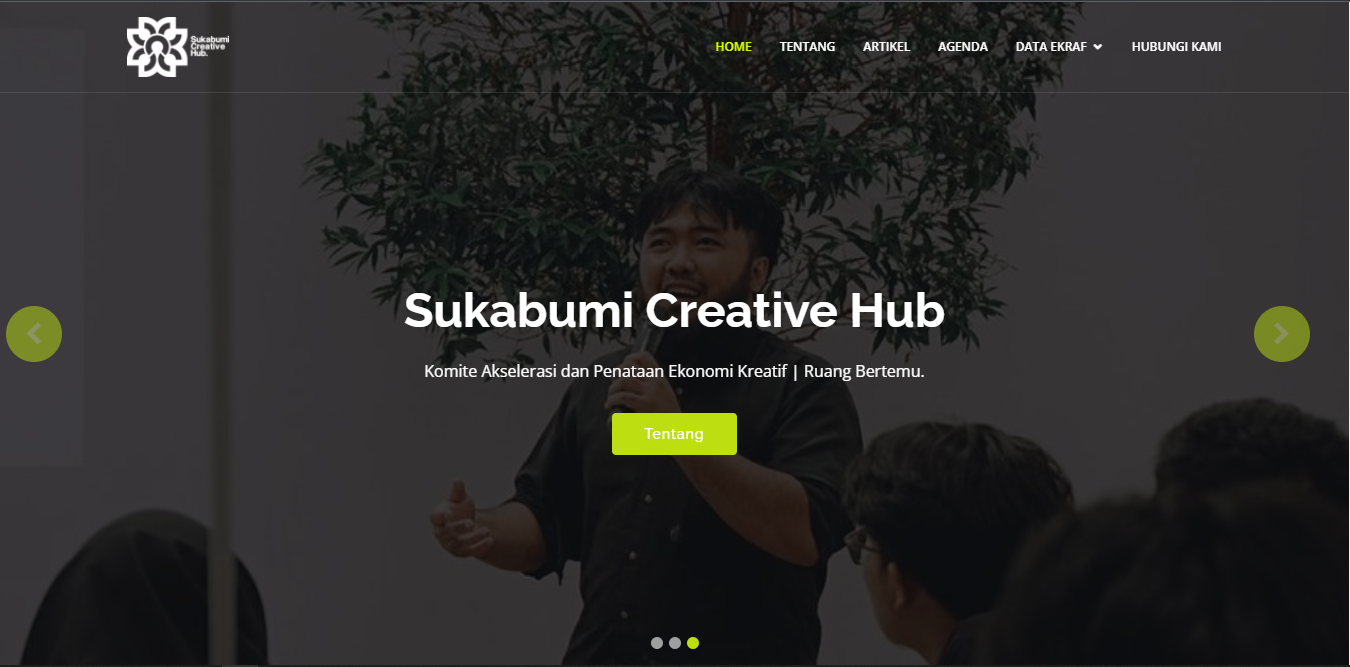 Sukabumi
Creative
Hub.
HOME TENTANG ARTIKEL AGENDA DATA EKRAF HUBUNGI KAMI
Sukabumi Creative Hub
Komite Akselerasi dan Penataan Ekonomi Kreatif | Ruang Bertemu.
Tentang